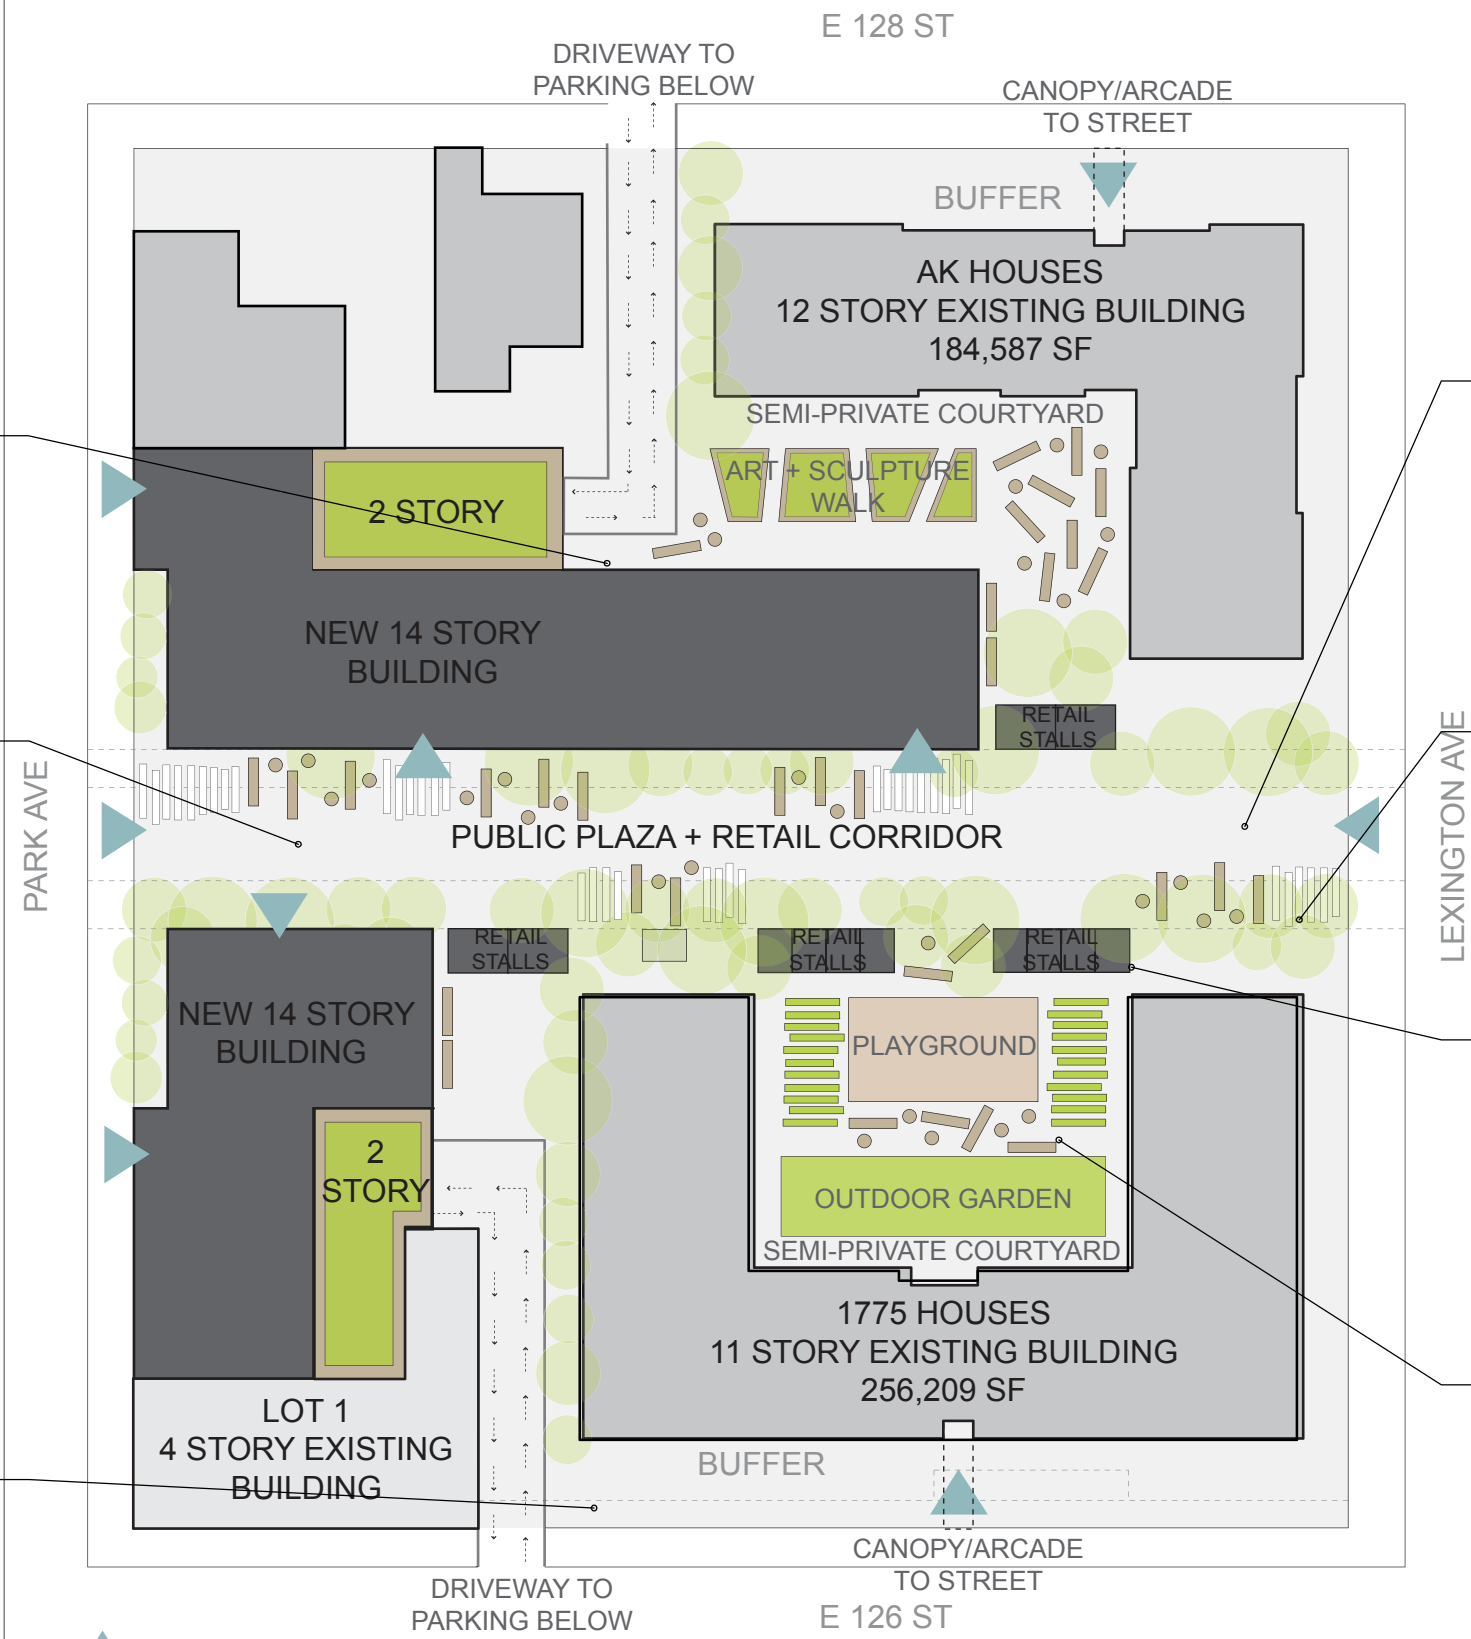 E 128 ST
DRIVEWAY TO
PARKING BELOW
CANOPY/ARCADE
TO STREET
BUFFER
AK HOUSES
12 STORY EXISTING BUILDING
184,587 SF
SEMI-PRIVATE COURTYARD
ART + SCULPTURE
WALK
2 STORY
NEW 14 STORY
BUILDING
RETAIL
STALLS
PARK AVE
PUBLIC PLAZA + RETAIL CORRIDOR
LEXINGTON AVE
RETAIL
STALLS
RETAIL
STALLS
RETAIL
STALLS
NEW 14 STORY
BUILDING
PLAYGROUND
2
STORY
OUTDOOR GARDEN
SEMI-PRIVATE COURTYARD
1775 HOUSES
11 STORY EXISTING BUILDING
256,209 SF
LOT 1
4 STORY EXISTING
BUILDING
BUFFER
CANOPY/ARCADE
TO STREET
DRIVEWAY TO
PARKING BELOW
E 126 ST